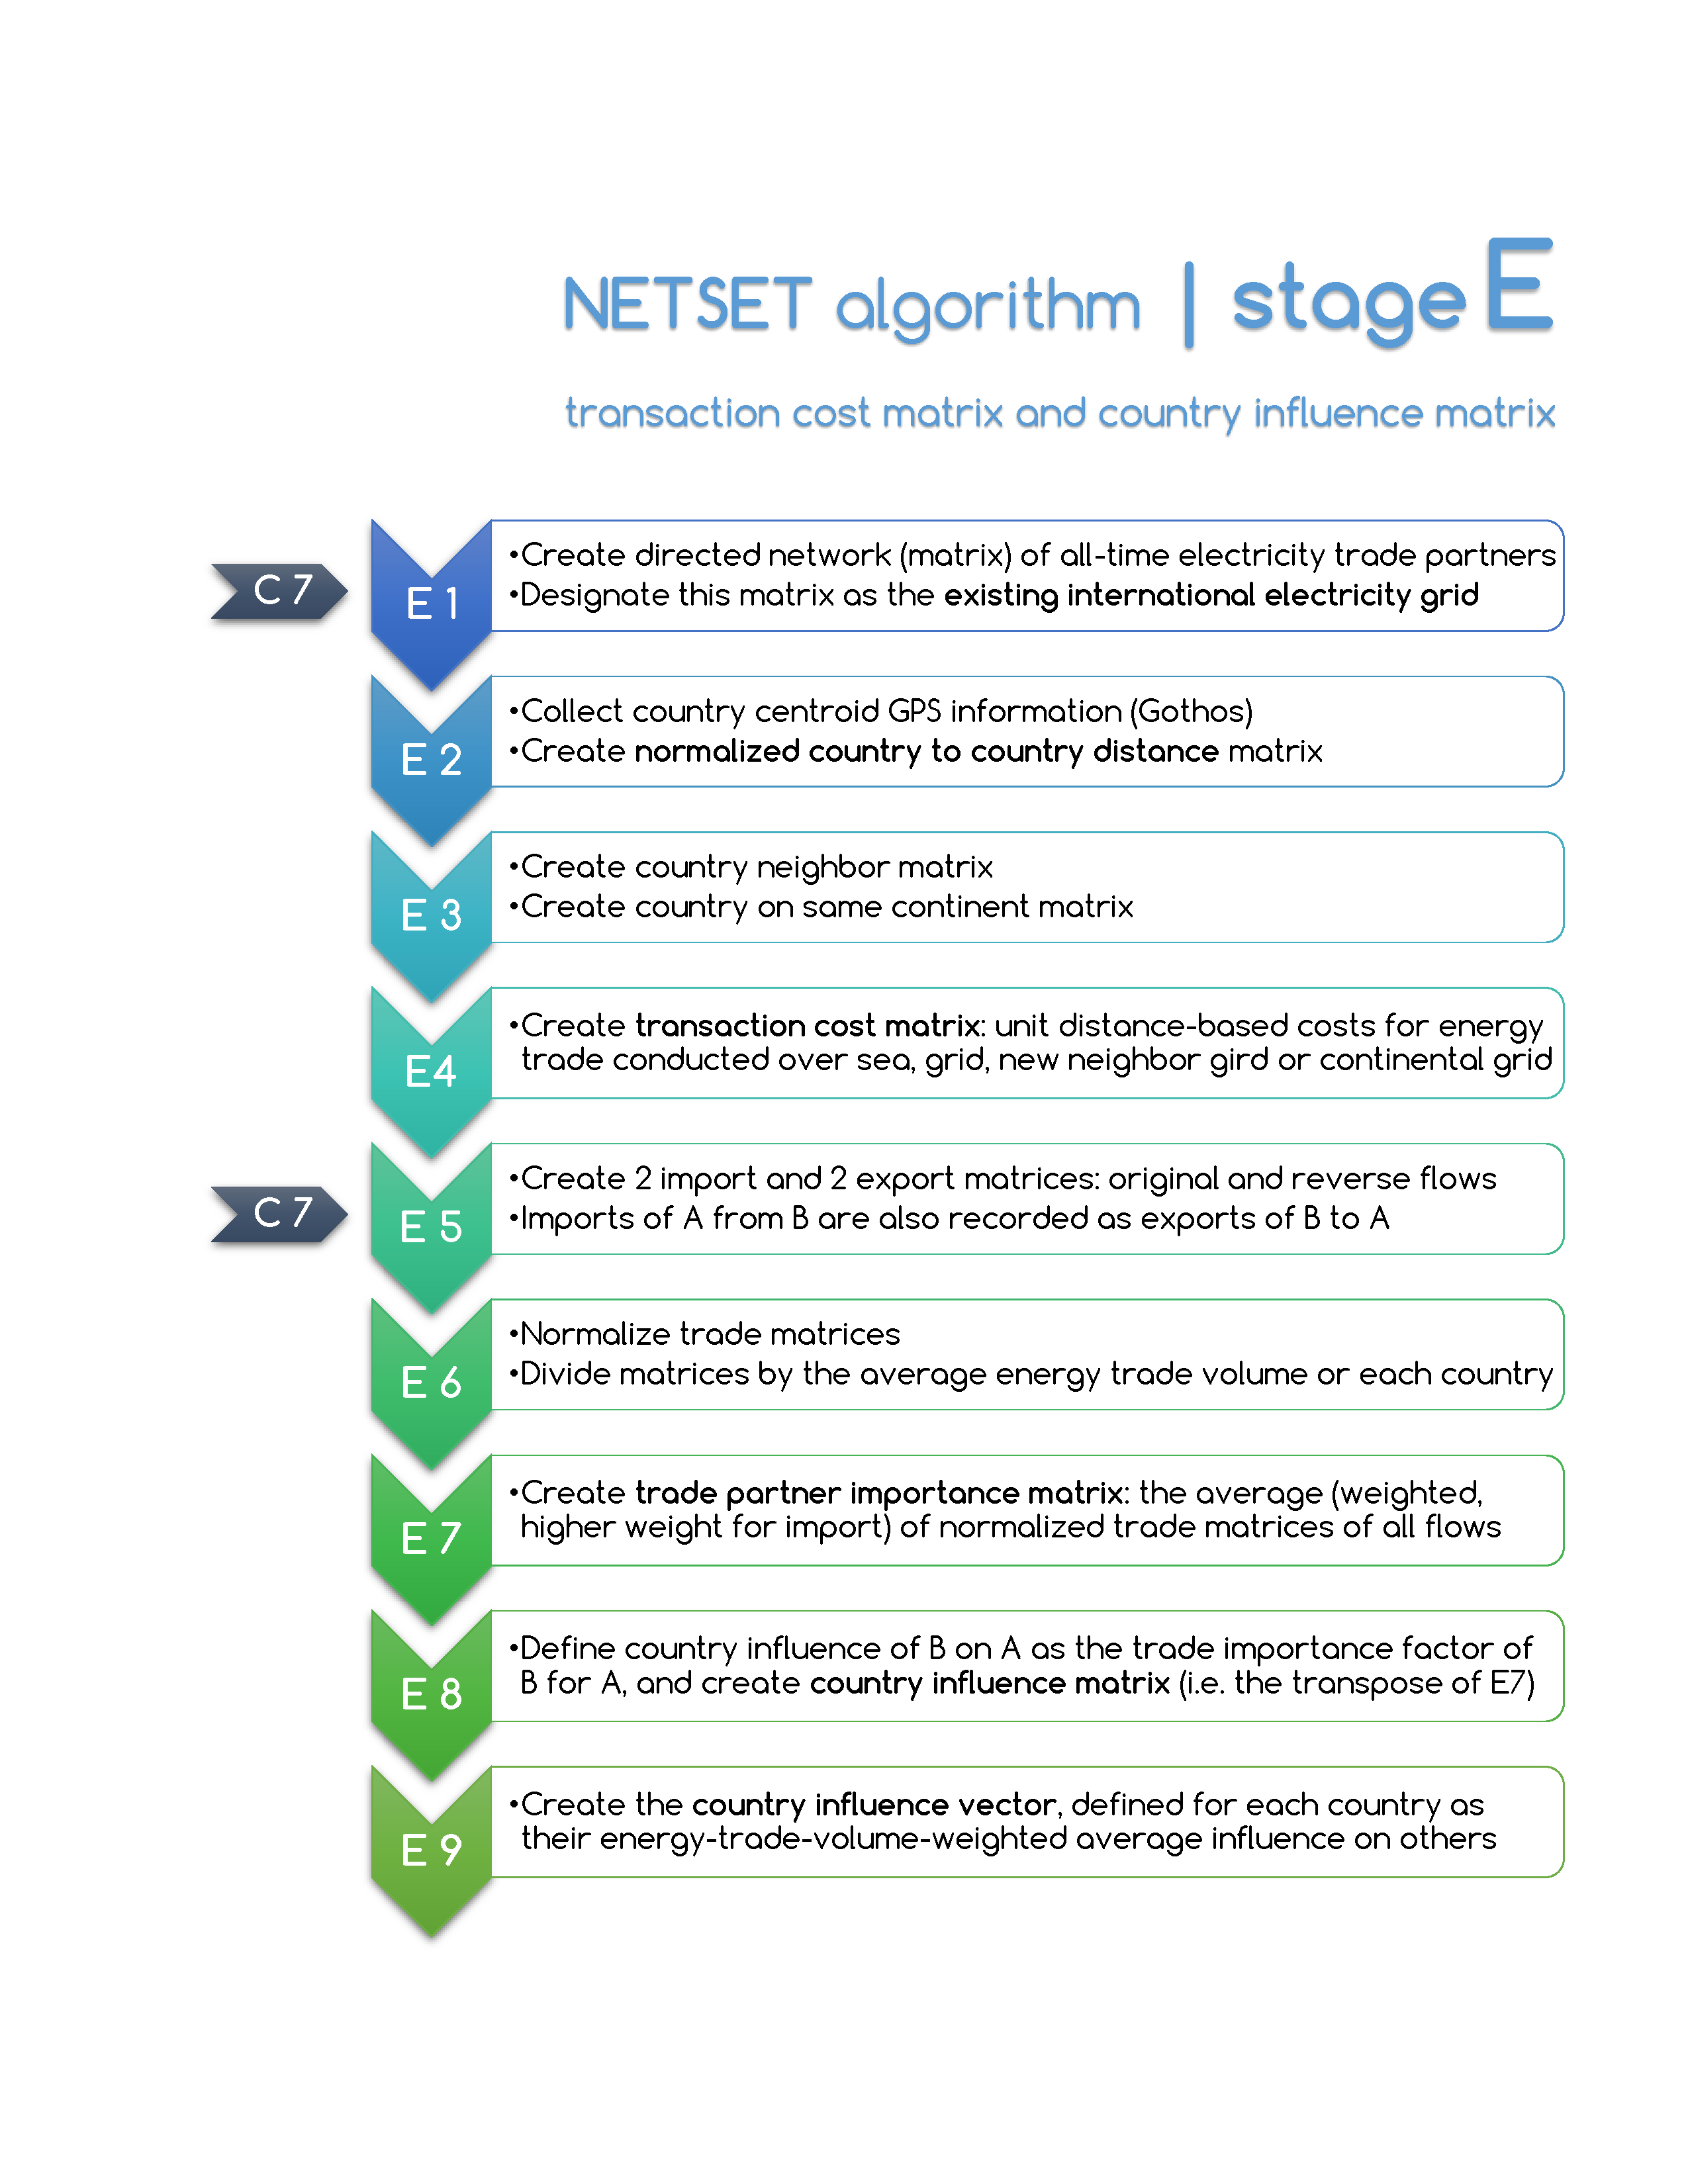 NETSET algorithm | stage E
transaction cost matrix and country influence matrix
C 7
E 1
•Create directed network (matrix) of all-time electricity trade partners
•Designate this matrix as the existing international electricity grid
E 2
•Collect country centroid GPS information (Gothos)
•Create normalized country to country distance matrix
E 3
•Create country neighbor matrix
•Create country on same continent matrix
E4
•Create transaction cost matrix: unit distance-based costs for energy
trade conducted over sea, grid, new neighbor gird or continental grid
C 7
E 5
•Create 2 import and 2 export matrices: original and reverse flows
•Imports of A from B are also recorded as exports of B to A
E 6
•Normalize trade matrices
•Divide matrices by the average energy trade volume or each country
E 7
•Create trade partner importance matrix: the average (weighted,
higher weight for import) of normalized trade matrices of all flows
E 8
•Define country influence of B on A as the trade importance factor of
B for A, and create country influence matrix (i.e. the transpose of E7)
E 9
•Create the country influence vector, defined for each country as
their energy-trade-volume-weighted average influence on others